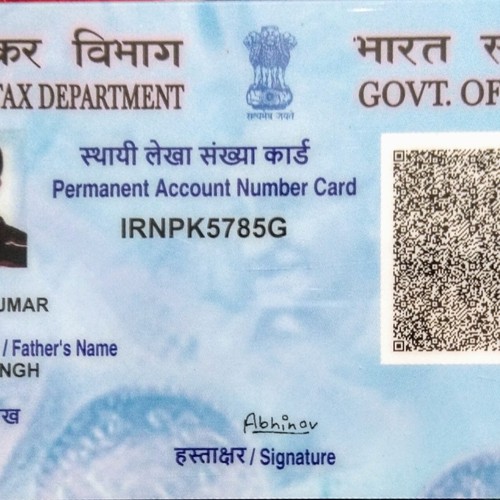 कर विभाग
TAX DEPARTMENT
सत्यमेव जयते
भारत स
GOVT. OF
स्थायी लेखा संख्या कार्ड
Permanent Account Number Card
IRNPK5785G
UMAR
/ Father's Name
NGH
ख
Abhinav
हस्ताक्षर / Signature